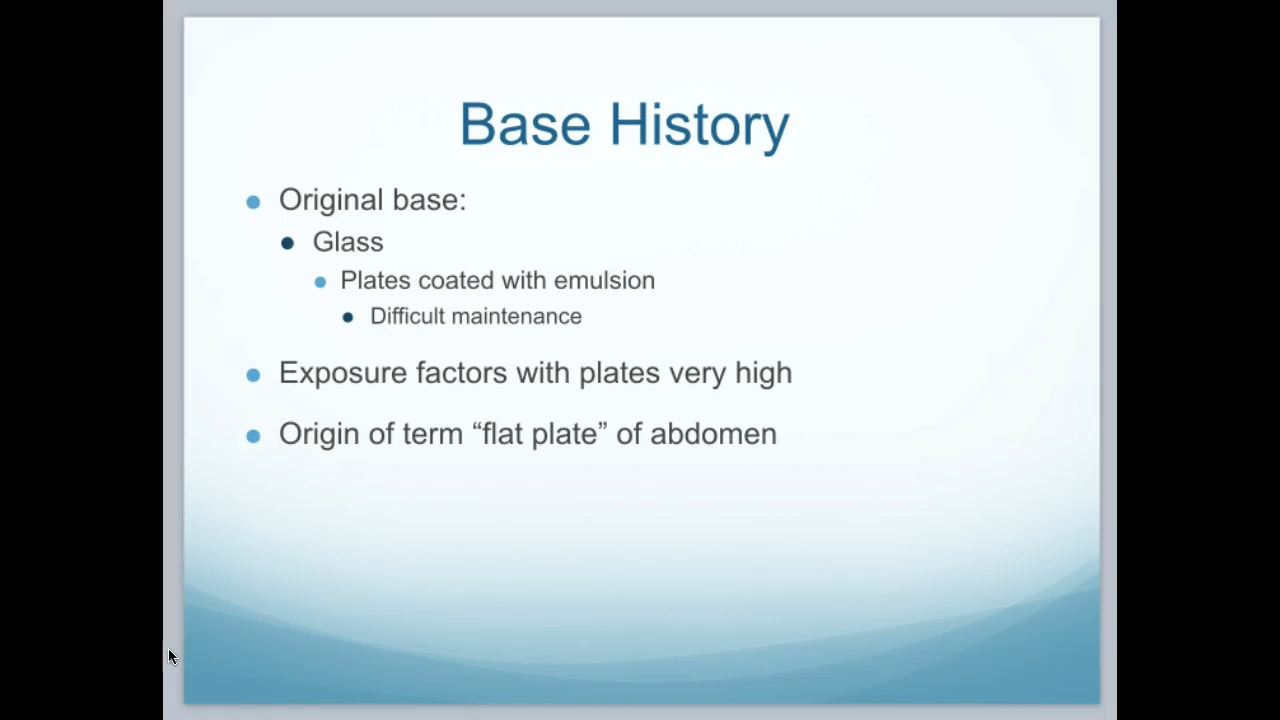 Base History
Original base:
Glass
Plates coated with emulsion
Difficult maintenance
Exposure factors with plates very high
Origin of term “flat plate” of abdomen